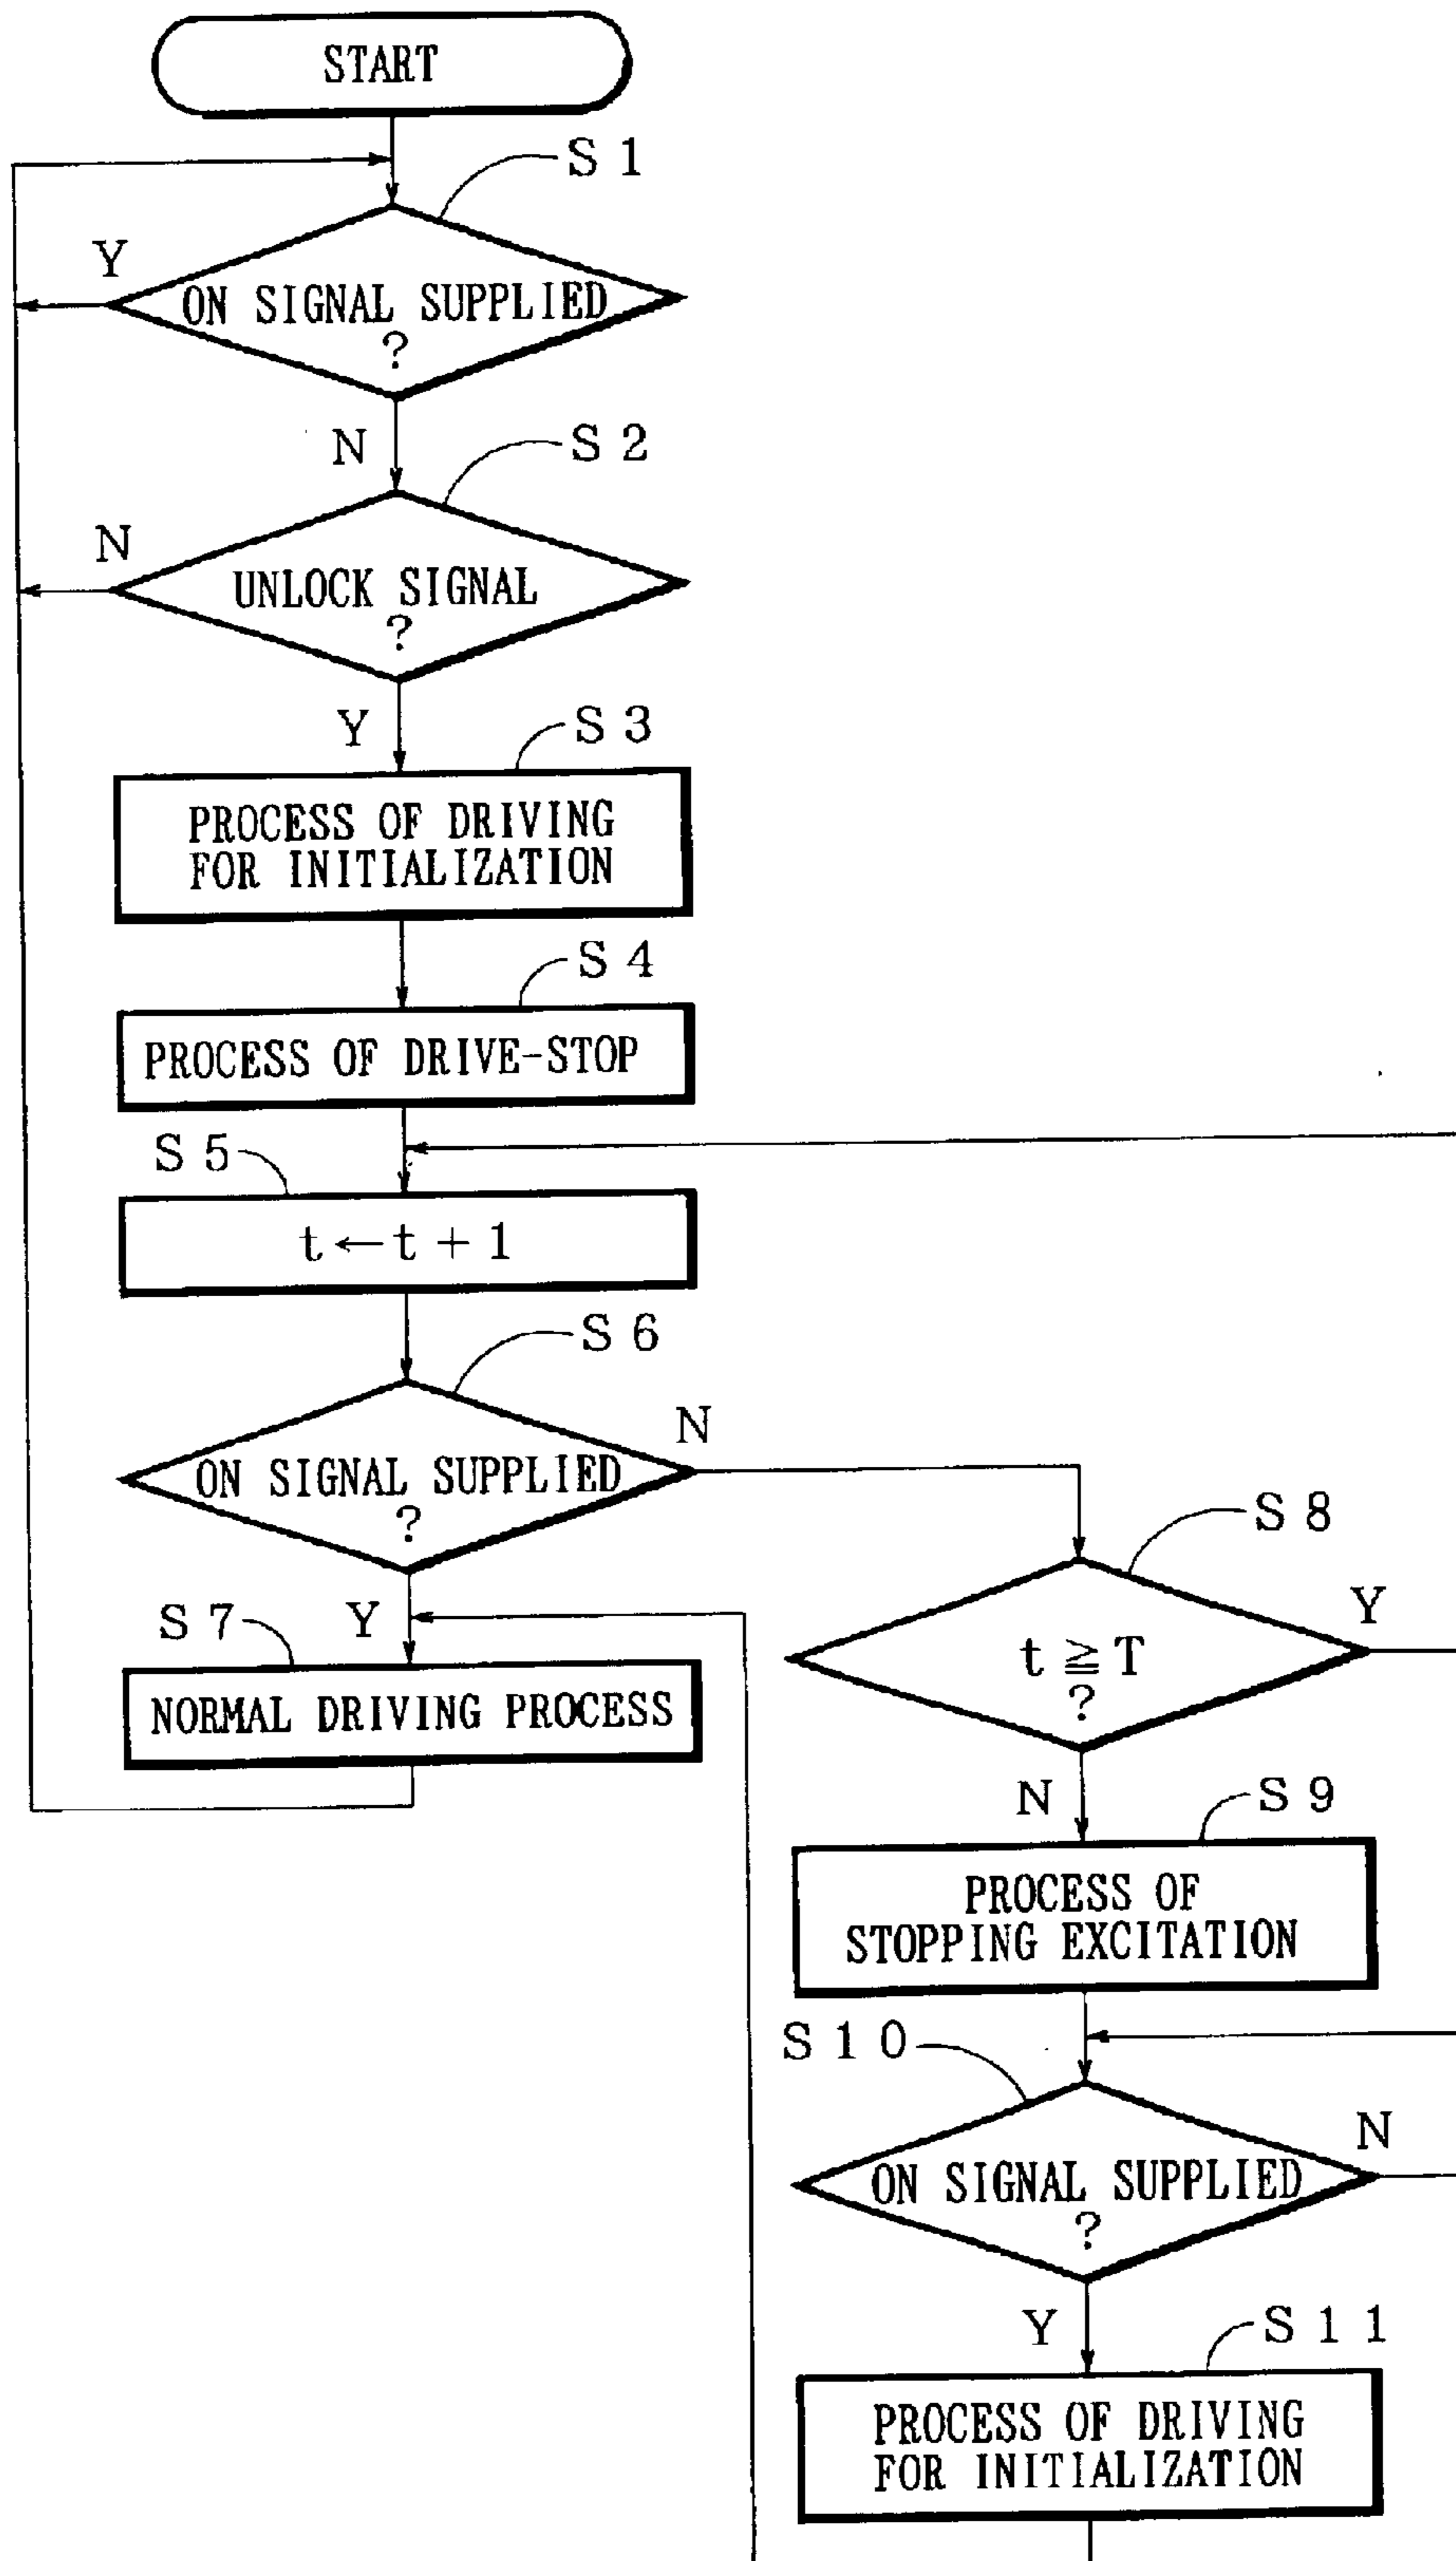 START
S 1
Y
ON SIGNAL SUPPLIED
?
N
S 2
N
UNLOCK SIGNAL
?
Y
S 3
PROCESS OF DRIVING
FOR INITIALIZATION
S 4
PROCESS OF DRIVE-STOP
S 5
t←t+1
S 6
N
ON SIGNAL SUPPLIED
?
Y
S 7
NORMAL DRIVING PROCESS
S 8
Y
t≧T
?
N
S 9
PROCESS OF
STOPPING EXCITATION
S 1 0
N
ON SIGNAL SUPPLIED
?
Y
S 1 1
PROCESS OF DRIVING
FOR INITIALIZATION